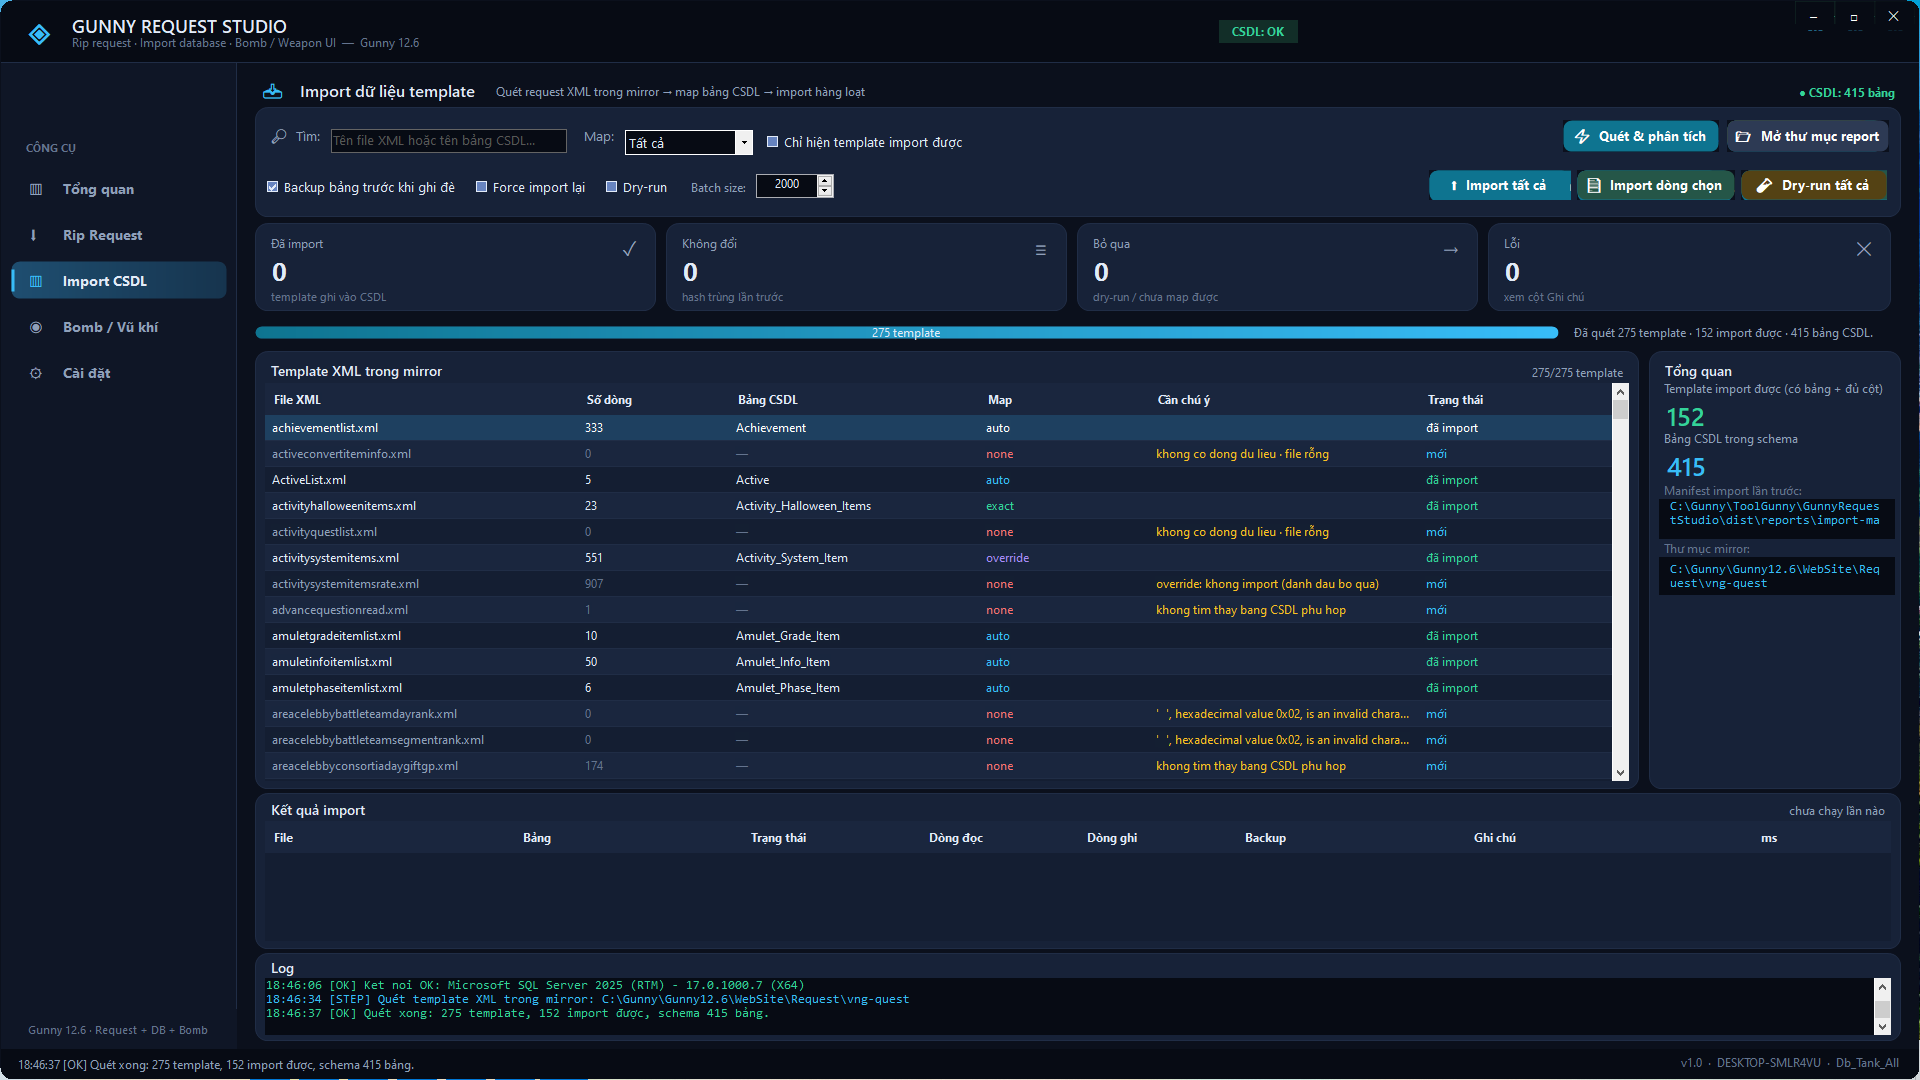 GUNNY REQUEST STUDIO
Rip request · Import database · Bomb / Weapon UI — Gunny 12.6
CSDL: OK
CÔNG CỤ
Tổng quan
Rip Request
Import CSDL
Bomb / Vũ khí
Cài đặt
Gunny 12.6 · Request + DB + Bomb
Import dữ liệu template
Quét request XML trong mirror → map bảng CSDL → import hàng loạt
● CSDL: 415 bảng
Tìm:
Tên file XML hoặc tên bảng CSDL...
Map:
Tất cả
Chỉ hiện template import được
Quét & phân tích
Mở thư mục report
Backup bảng trước khi ghi đè
Force import lại
Dry-run
Batch size:
2000
Import tất cả
Import dòng chọn
Dry-run tất cả
Đã import
0
template ghi vào CSDL
Không đổi
0
hash trùng lần trước
Bỏ qua
0
dry-run / chưa map được
Lỗi
0
xem cột Ghi chú
275 template
Đã quét 275 template · 152 import được · 415 bảng CSDL.
Template XML trong mirror
275/275 template
File XML Số dòng Bảng CSDL Map Cần chú ý Trạng thái
achievementlist.xml 333 Achievement auto đã import
activeconvertiteminfo.xml 0 — none khong co dong du lieu · file rỗng mới
ActiveList.xml 5 Active auto đã import
activityhalloweenitems.xml 23 Activity_Halloween_Items exact đã import
activityquestlist.xml 0 — none khong co dong du lieu · file rỗng mới
activitysystemitems.xml 551 Activity_System_Item override đã import
activitysystemitemsrate.xml 907 — none override: khong import (danh dau bo qua) mới
advancequestionread.xml 1 — none khong tim thay bang CSDL phu hop mới
amuletgradeitemlist.xml 10 Amulet_Grade_Item auto đã import
amuletinfoitemlist.xml 50 Amulet_Info_Item auto đã import
amuletphaseitemlist.xml 6 Amulet_Phase_Item auto đã import
areacelebbybattleteamdayrank.xml 0 — none ' ', hexadecimal value 0x02, is an invalid chara... mới
areacelebbybattleteamsegmentrank.xml 0 — none ' ', hexadecimal value 0x02, is an invalid chara... mới
areacelebbyconsortiadaygiftgp.xml 174 — none khong tim thay bang CSDL phu hop mới
Tổng quan
Template import được (có bảng + đủ cột)
152
Bảng CSDL trong schema
415
Manifest import lần trước:
C:\Gunny\ToolGunny\GunnyReques
tStudio\dist\reports\import-ma
Thư mục mirror:
C:\Gunny\Gunny12.6\WebSite\Req
uest\vng-quest
Kết quả import
chưa chạy lần nào
File Bảng Trạng thái Dòng đọc Dòng ghi Backup Ghi chú ms
Log
18:46:06 [OK] Ket noi OK: Microsoft SQL Server 2025 (RTM) - 17.0.1000.7 (X64)
18:46:34 [STEP] Quét template XML trong mirror: C:\Gunny\Gunny12.6\WebSite\Request\vng-quest
18:46:37 [OK] Quét xong: 275 template, 152 import được, schema 415 bảng.
18:46:37 [OK] Quét xong: 275 template, 152 import được, schema 415 bảng.
v1.0 · DESKTOP-SMLR4VU · Db_Tank_All